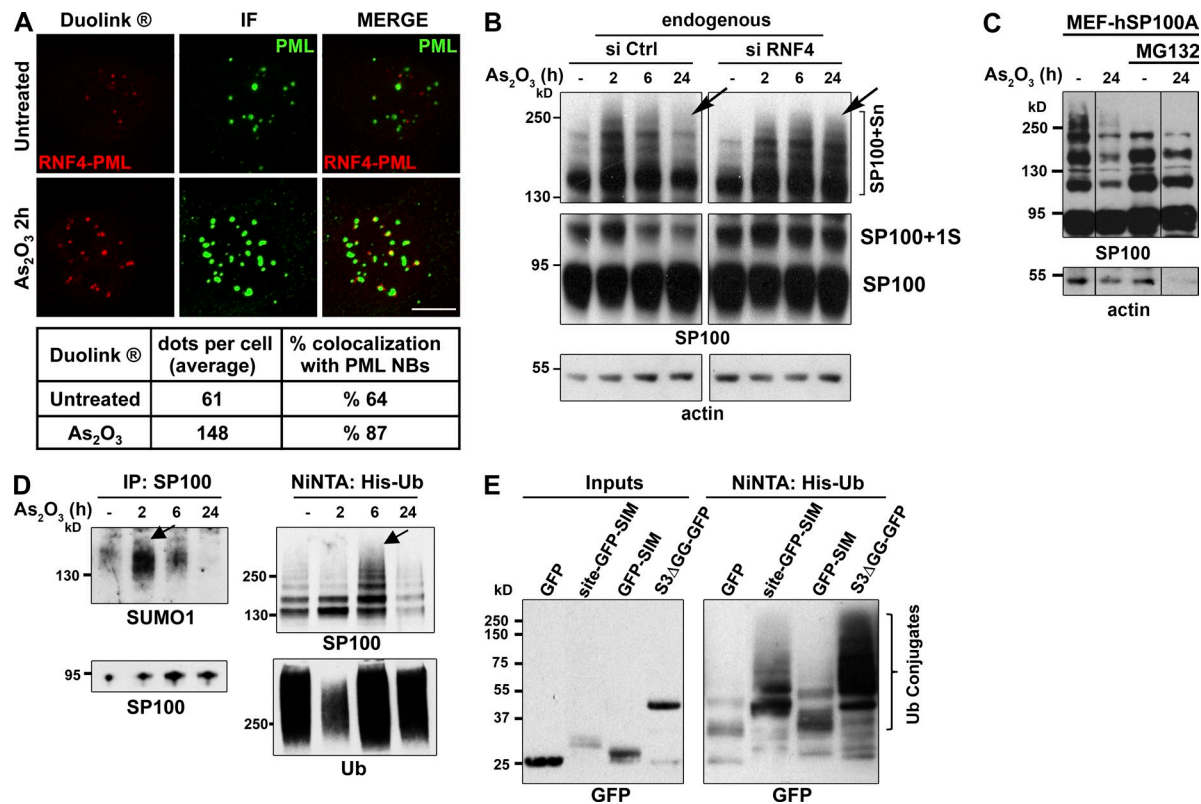 A
Duolink ® IF MERGE
Untreated
RNF4-PML
PML
PML
As2O3 2h
Duolink ® dots per cell (average) % colocalization with PML NBs
Untreated 61 % 64
As2O3 148 % 87
B
endogenous
si Ctrl si RNF4
As2O3 (h) - 2 6 24 - 2 6 24
kD
250
130
SP100+Sn
SP100+1S
95
SP100
SP100
55
actin
C
MEF-hSP100A
MG132
As2O3 (h) - 24 - 24
kD
250
130
95
SP100
55
actin
D
IP: SP100
As2O3 (h) - 2 6 24
kD
130
SUMO1
95
SP100
NiNTA: His-Ub
- 2 6 24
250
130
SP100
250
Ub
E
Inputs NiNTA: His-Ub
GFP site-GFP-SIM GFP-SIM S3ΔGG-GFP
GFP site-GFP-SIM GFP-SIM S3ΔGG-GFP
kD
250
150
75
55
37
25
GFP
250
150
75
55
37
25
Ub Conjugates
GFP